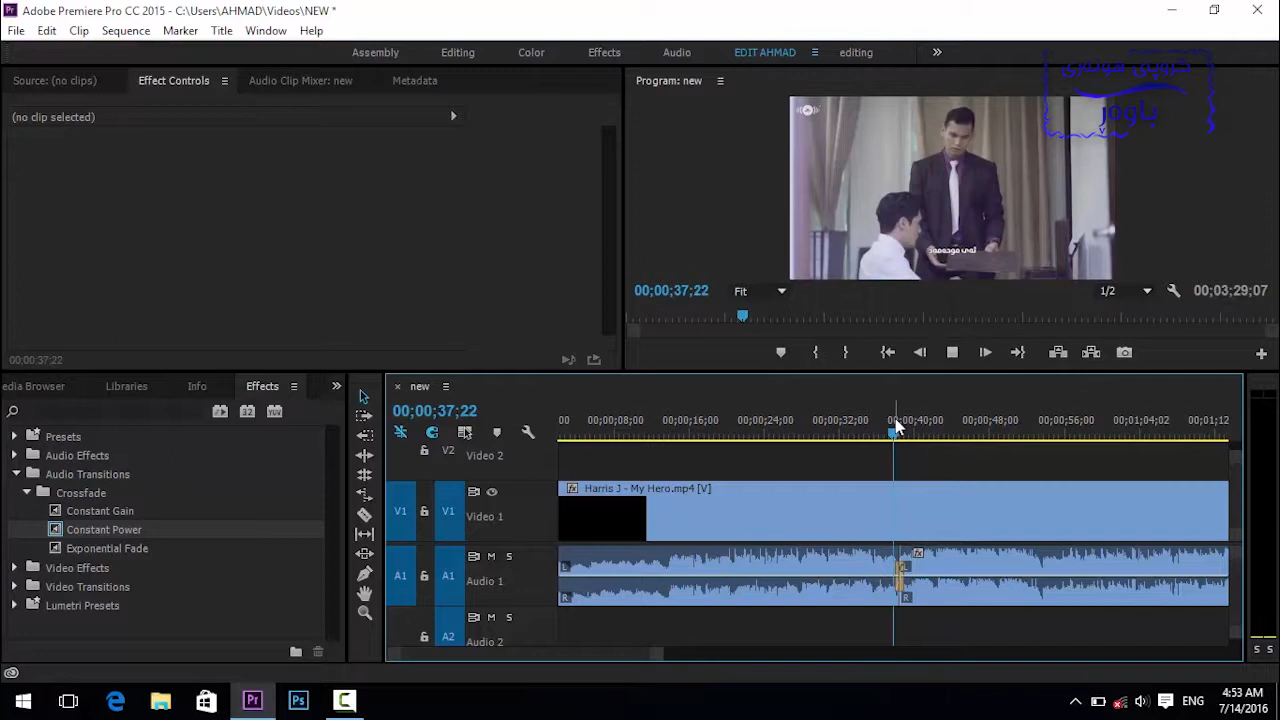 Adobe Premiere Pro CC 2015 - C:\Users\AHMAD\Videos\NEW *
File Edit Clip Sequence Marker Title Window Help
Assembly Editing Color Effects Audio EDIT AHMAD editing
Source: (no clips) Effect Controls Audio Clip Mixer: new Metadata
Program: new
گروپی هونەری
باوەڕ
(no clip selected)
00;00;37;22 Fit 1/2 00;03;29;07
00;00;37;22
edia Browser Libraries Info Effects
new
00;00;37;22
00 00;00;08;00 00;00;16;00 00;00;24;00 00;00;32;00 00;00;40;00 00;00;48;00 00;00;56;00 00;01;04;02 00;01;12
Presets
Audio Effects
Audio Transitions
Crossfade
Constant Gain
Constant Power
Exponential Fade
Video Effects
Video Transitions
Lumetri Presets
V2 Video 2
V1 V1 Video 1
fx Harris J - My Hero.mp4 [V]
A1 A1 M S Audio 1
L R fx L R
A2 M S Audio 2
S S
ENG
4:53 AM
7/14/2016